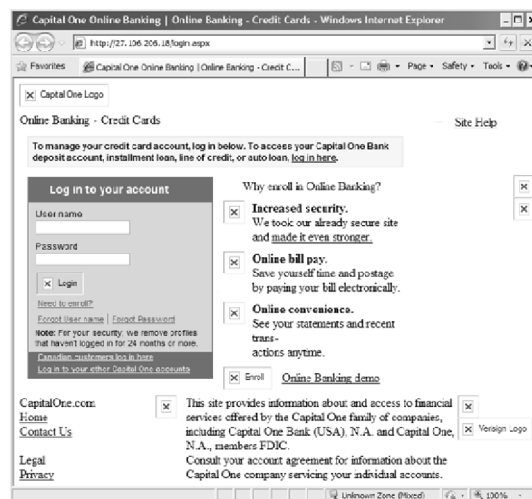 Capital One Online Banking | Online Banking - Credit Cards - Windows Internet Explorer
http://27.106.206.18/login.aspx
Favorites
Capital One Online Banking | Online Banking - Credit C...
Page
Safety
Tools
Capital One Logo
Online Banking - Credit Cards
Site Help
To manage your credit card account, log in below. To access your Capital One Bank
deposit account, installment loan, line of credit, or auto loan, log in here.
Log in to your account
User name
Password
Login
Need to enroll?
Forgot User name | Forgot Password
Note: For your security, we remove profiles
that haven't logged in for 24 months or more.
Canadian customers log in here
Log in to your other Capital One accounts
Why enroll in Online Banking?
Increased security.
We took our already secure site
and made it even stronger.
Online bill pay.
Save yourself time and postage
by paying your bill electronically.
Online convenience.
See your statements and recent
trans-
actions anytime.
Enroll
Online Banking demo
CapitalOne.com
Home
Contact Us
Legal
Privacy
This site provides information about and access to financial
services offered by the Capital One family of companies,
including Capital One Bank (USA), N.A. and Capital One,
N.A., members FDIC.
Consult your account agreement for information about the
Capital One company servicing your individual accounts.
Verisign Logo
Unknown Zone (Mixed)
100%